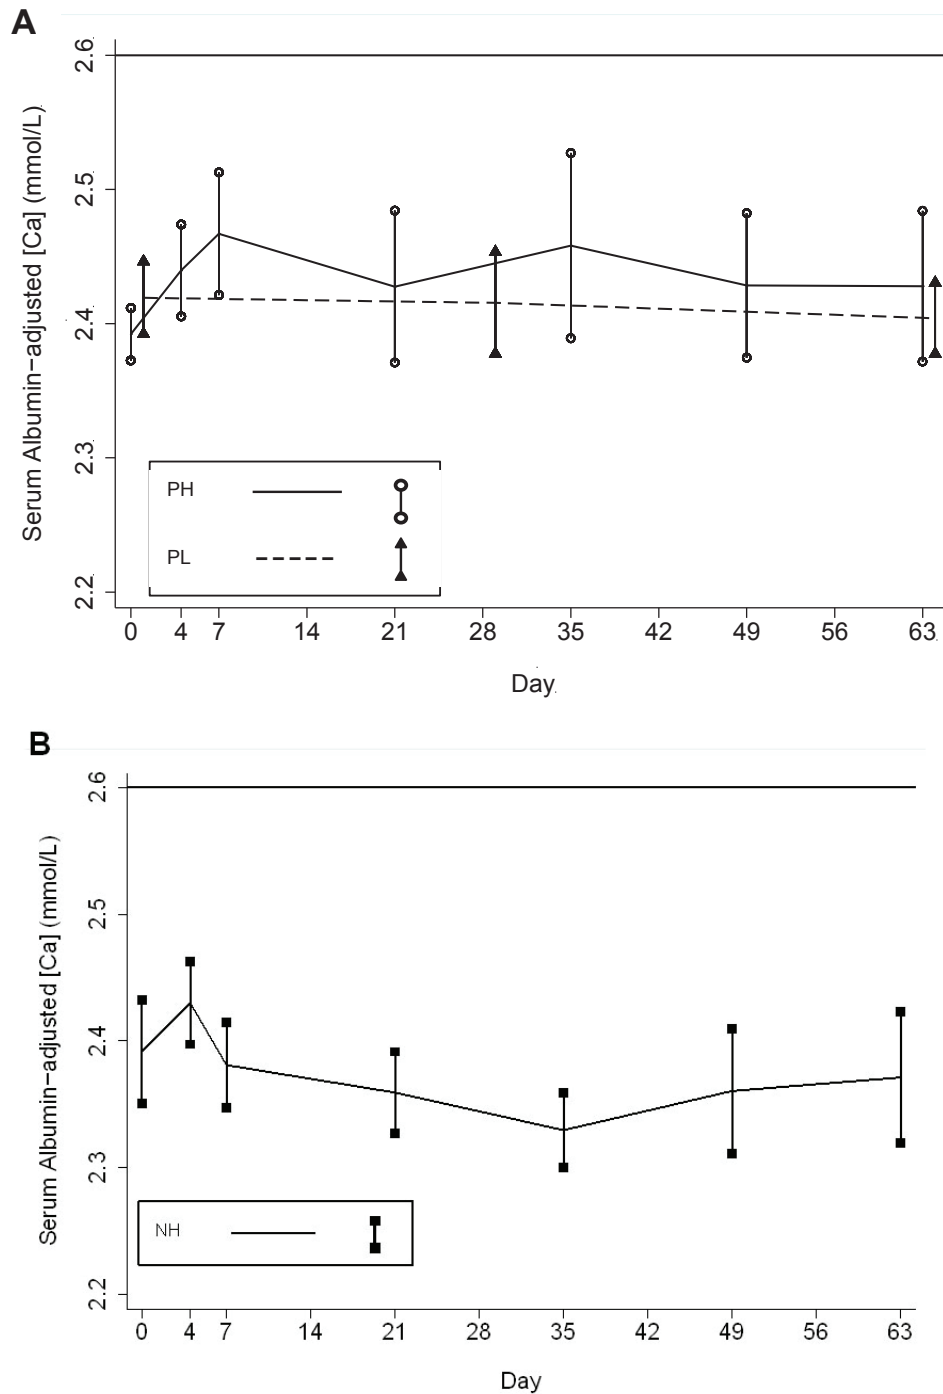 A
Serum Albumin−adjusted [Ca] (mmol/L)
2.6
2.5
2.4
2.3
2.2
PH
PL
0 4 7 14 21 28 35 42 49 56 63
Day
B
Serum Albumin−adjusted [Ca] (mmol/L)
2.6
2.5
2.4
2.3
2.2
NH
0 4 7 14 21 28 35 42 49 56 63
Day